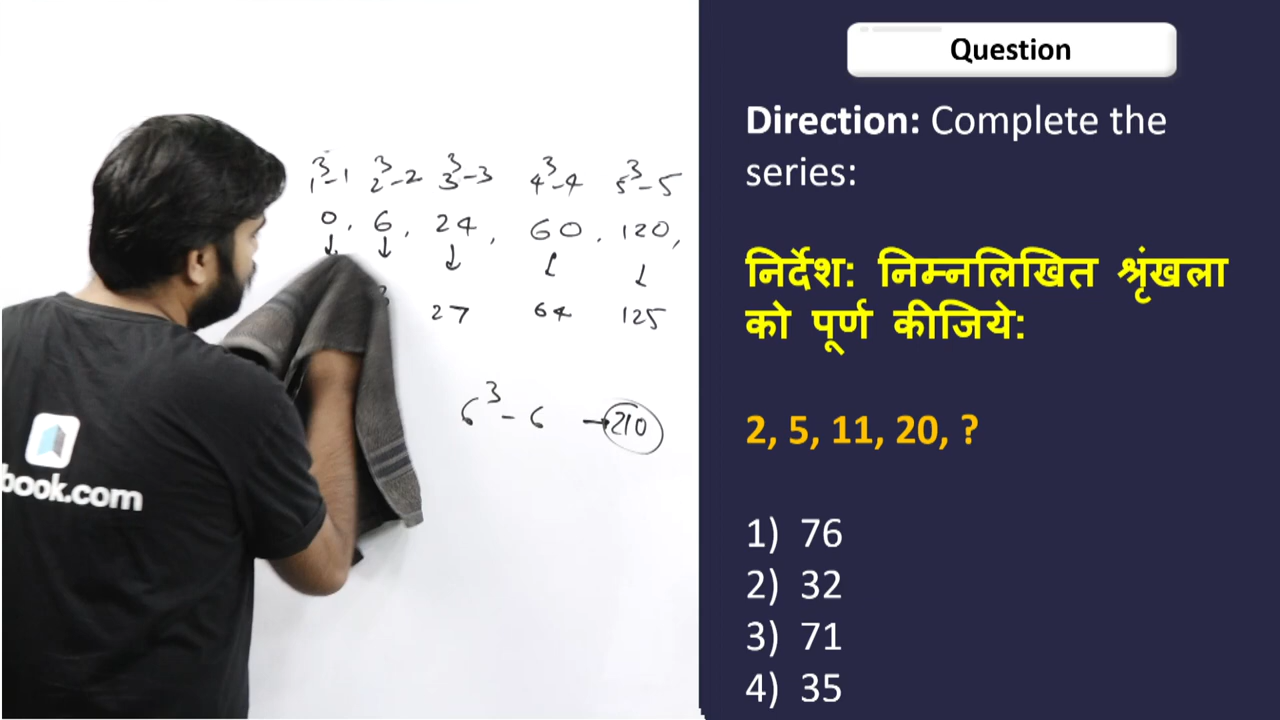 1³-1 2³-2 3³-3 4³-4 5³-5
0, 6, 24, 60, 120,
27 64 125
6³ - 6 → 210
book.com
Question
Direction: Complete the
series:
निर्देश: निम्नलिखित श्रृंखला
को पूर्ण कीजिये:
2, 5, 11, 20, ?
1) 76
2) 32
3) 71
4) 35